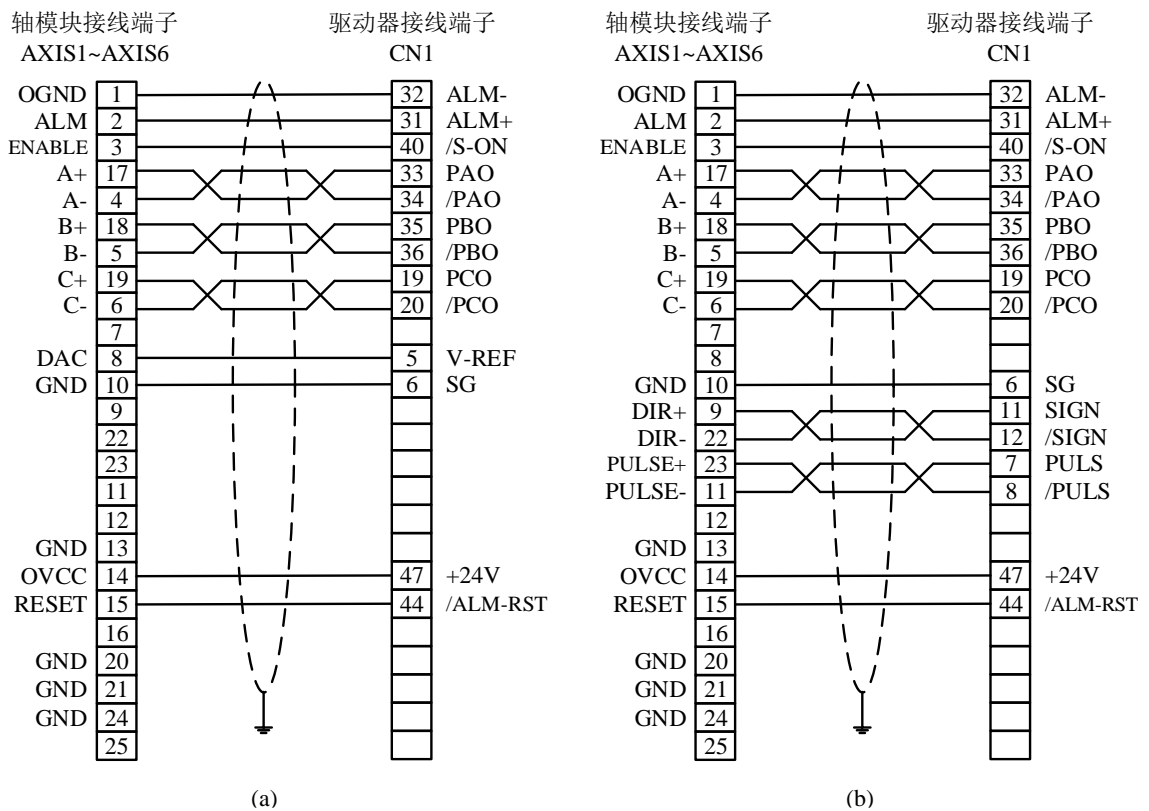 轴模块接线端子 驱动器接线端子
AXIS1~AXIS6 CN1
OGND 1 32 ALM-
ALM 2 31 ALM+
ENABLE 3 40 /S-ON
A+ 17 33 PAO
A- 4 34 /PAO
B+ 18 35 PBO
B- 5 36 /PBO
C+ 19 19 PCO
C- 6 20 /PCO
7
DAC 8 5 V-REF
GND 10 6 SG
9
22
23
11
12
GND 13
OVCC 14 47 +24V
RESET 15 44 /ALM-RST
16
GND 20
GND 21
GND 24
25
(a)
轴模块接线端子 驱动器接线端子
AXIS1~AXIS6 CN1
OGND 1 32 ALM-
ALM 2 31 ALM+
ENABLE 3 40 /S-ON
A+ 17 33 PAO
A- 4 34 /PAO
B+ 18 35 PBO
B- 5 36 /PBO
C+ 19 19 PCO
C- 6 20 /PCO
7
8
GND 10 6 SG
DIR+ 9 11 SIGN
DIR- 22 12 /SIGN
PULSE+ 23 7 PULS
PULSE- 11 8 /PULS
12
GND 13
OVCC 14 47 +24V
RESET 15 44 /ALM-RST
16
GND 20
GND 21
GND 24
25
(b)